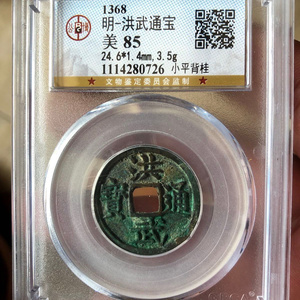 1368
明-洪武通宝
美 85
24.6*1.4mm, 3.5g
1114280726 小平背桂
★ 文物鉴定委员会监制 ★
洪武通寶